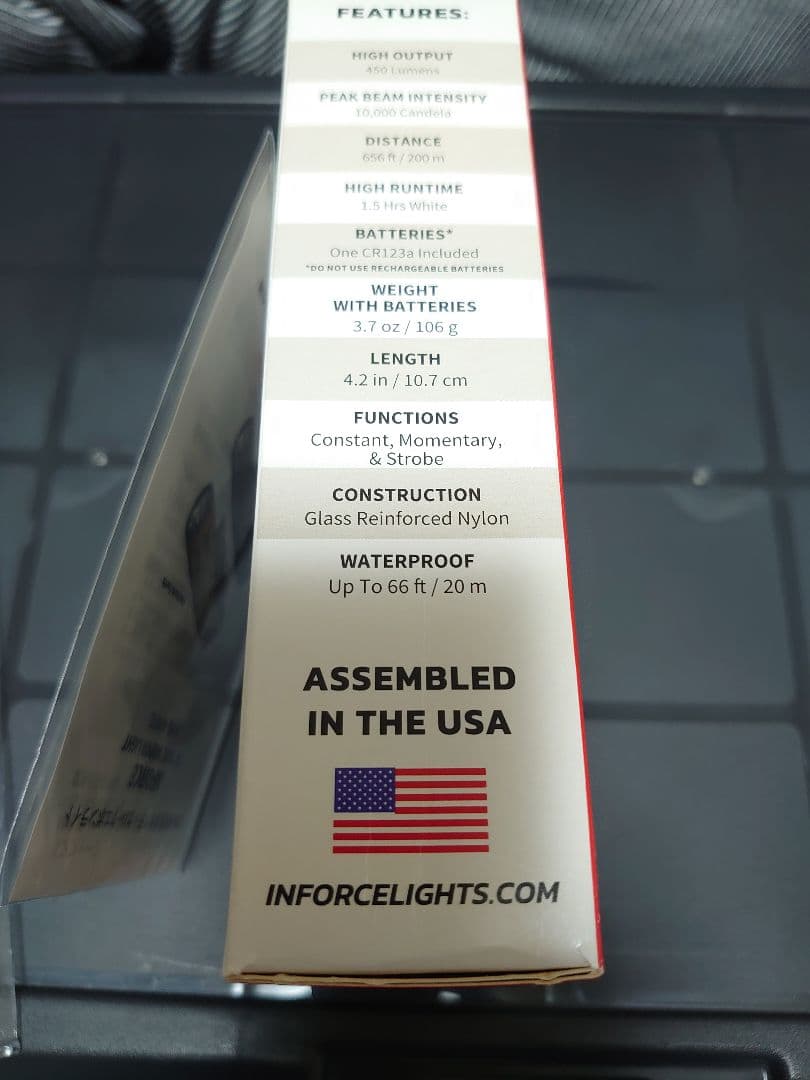 FEATURES:
HIGH OUTPUT
450 Lumens
PEAK BEAM INTENSITY
10,000 Candela
DISTANCE
656 ft / 200 m
HIGH RUNTIME
1.5 Hrs White
BATTERIES*
One CR123a Included
*DO NOT USE RECHARGEABLE BATTERIES
WEIGHT
WITH BATTERIES
3.7 oz / 106 g
LENGTH
4.2 in / 10.7 cm
FUNCTIONS
Constant, Momentary,
& Strobe
CONSTRUCTION
Glass Reinforced Nylon
WATERPROOF
Up To 66 ft / 20 m
ASSEMBLED
IN THE USA
INFORCELIGHTS.COM